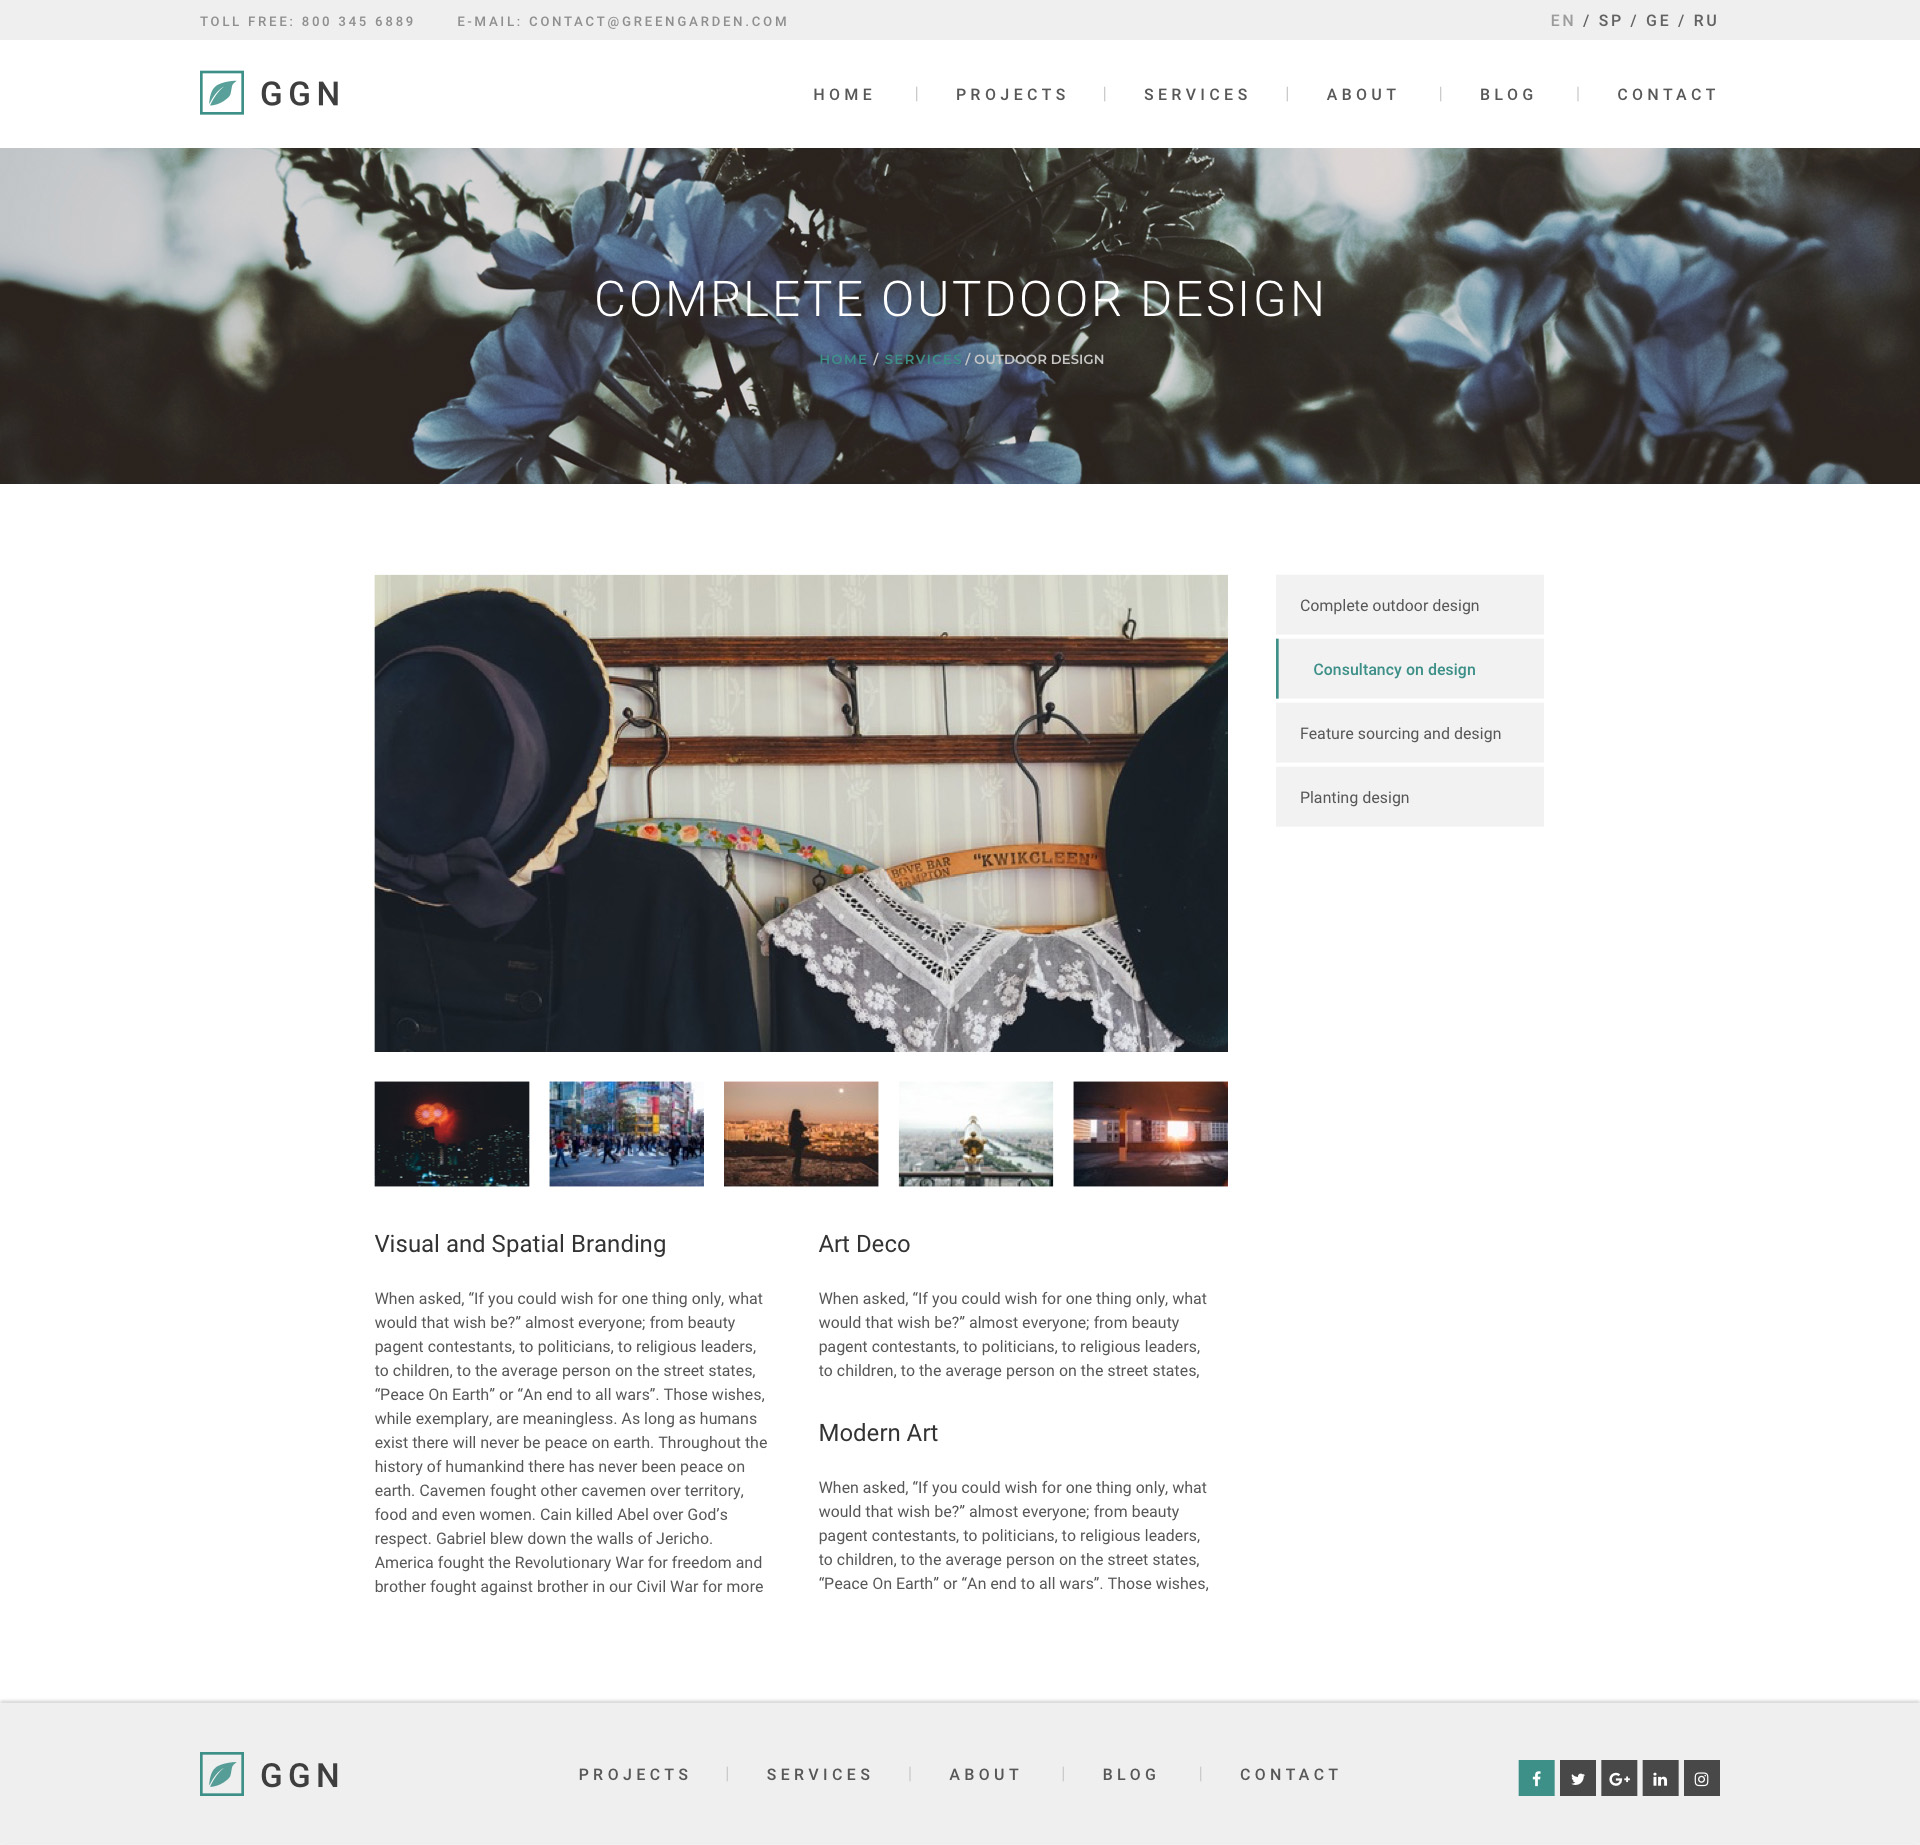 TOLL FREE: 800 345 6889 E-MAIL: CONTACT@GREENGARDEN.COM EN / SP / GE / RU
GGN HOME | PROJECTS | SERVICES | ABOUT | BLOG | CONTACT
COMPLETE OUTDOOR DESIGN
HOME / SERVICES / OUTDOOR DESIGN
BOVE BAR
HAMPTON
"KWIKCLEEN"
Complete outdoor design
Consultancy on design
Feature sourcing and design
Planting design
Visual and Spatial Branding
When asked, “If you could wish for one thing only, what
would that wish be?” almost everyone; from beauty
pagent contestants, to politicians, to religious leaders,
to children, to the average person on the street states,
“Peace On Earth” or “An end to all wars”. Those wishes,
while exemplary, are meaningless. As long as humans
exist there will never be peace on earth. Throughout the
history of humankind there has never been peace on
earth. Cavemen fought other cavemen over territory,
food and even women. Cain killed Abel over God’s
respect. Gabriel blew down the walls of Jericho.
America fought the Revolutionary War for freedom and
brother fought against brother in our Civil War for more
Art Deco
When asked, “If you could wish for one thing only, what
would that wish be?” almost everyone; from beauty
pagent contestants, to politicians, to religious leaders,
to children, to the average person on the street states,
Modern Art
When asked, “If you could wish for one thing only, what
would that wish be?” almost everyone; from beauty
pagent contestants, to politicians, to religious leaders,
to children, to the average person on the street states,
“Peace On Earth” or “An end to all wars”. Those wishes,
GGN PROJECTS | SERVICES | ABOUT | BLOG | CONTACT